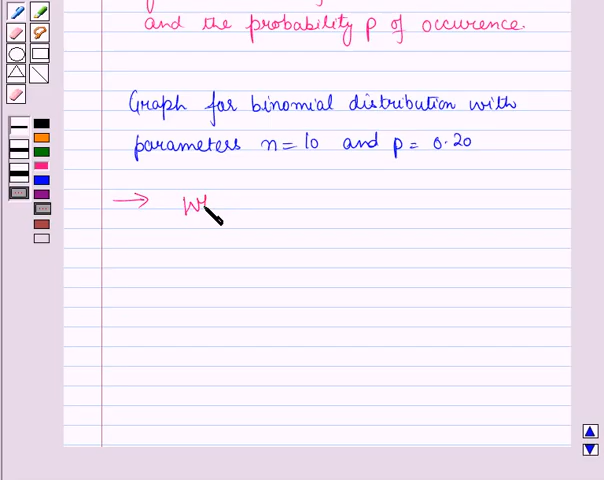 and the probability p of occurence.
Graph for binomial distribution with
parameters n = 10 and p = 0.20
→